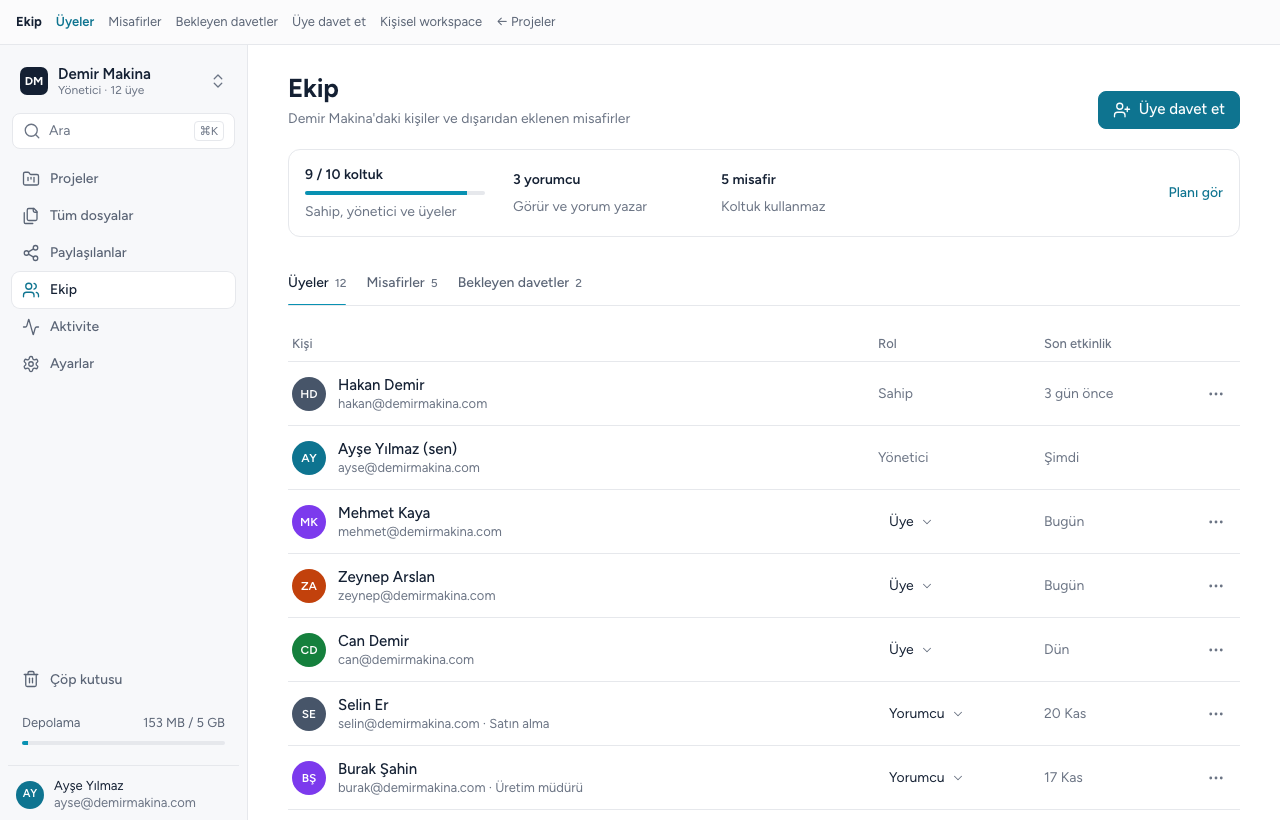 Ekip Üyeler Misafirler Bekleyen davetler Üye davet et Kişisel workspace ← Projeler
DM
Demir Makina
Yönetici · 12 üye
Ara ⌘K
Projeler
Tüm dosyalar
Paylaşılanlar
Ekip
Aktivite
Ayarlar
Çöp kutusu
Depolama 153 MB / 5 GB
AY
Ayşe Yılmaz
ayse@demirmakina.com
Ekip
Demir Makina'daki kişiler ve dışarıdan eklenen misafirler
Üye davet et
9 / 10 koltuk
Sahip, yönetici ve üyeler
3 yorumcu
Görür ve yorum yazar
5 misafir
Koltuk kullanmaz
Planı gör
Üyeler 12 Misafirler 5 Bekleyen davetler 2
Kişi Rol Son etkinlik
HD
Hakan Demir
hakan@demirmakina.com
Sahip
3 gün önce
AY
Ayşe Yılmaz (sen)
ayse@demirmakina.com
Yönetici
Şimdi
MK
Mehmet Kaya
mehmet@demirmakina.com
Üye
Bugün
ZA
Zeynep Arslan
zeynep@demirmakina.com
Üye
Bugün
CD
Can Demir
can@demirmakina.com
Üye
Dün
SE
Selin Er
selin@demirmakina.com · Satın alma
Yorumcu
20 Kas
BŞ
Burak Şahin
burak@demirmakina.com · Üretim müdürü
Yorumcu
17 Kas